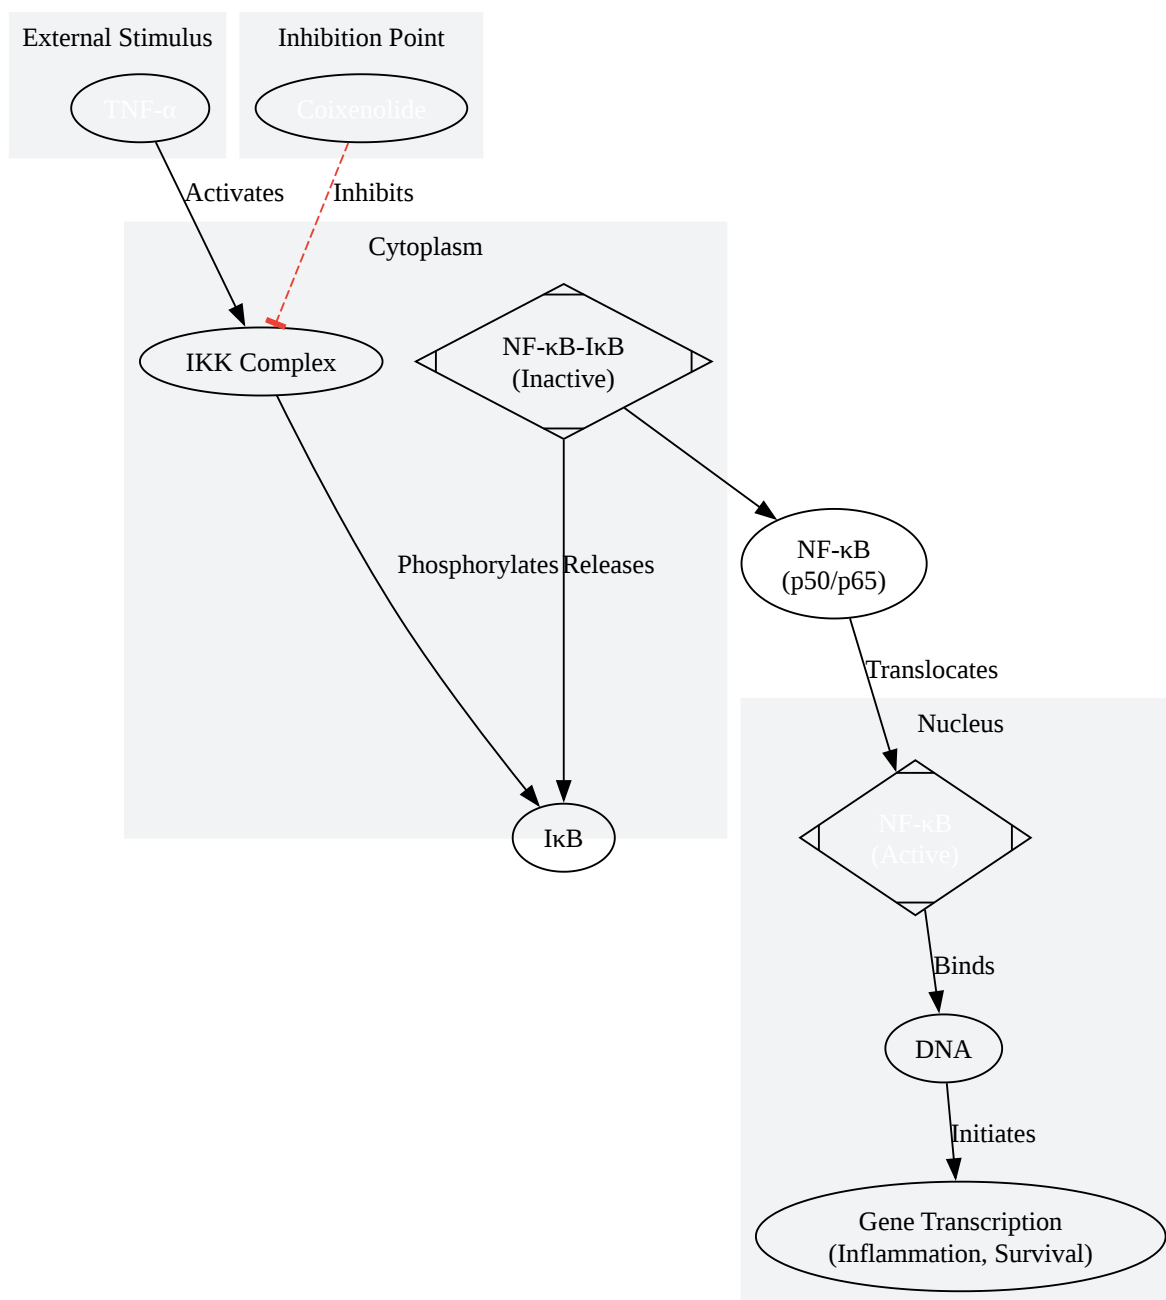 External Stimulus
Inhibition Point
TNF-α
Coixenolide
Activates
Inhibits
Cytoplasm
IKK Complex
NF-κB-IκB
(Inactive)
NF-κB
(p50/p65)
Phosphorylates
Releases
Translocates
Nucleus
IκB
NF-κB
(Active)
Binds
DNA
Initiates
Gene Transcription
(Inflammation, Survival)